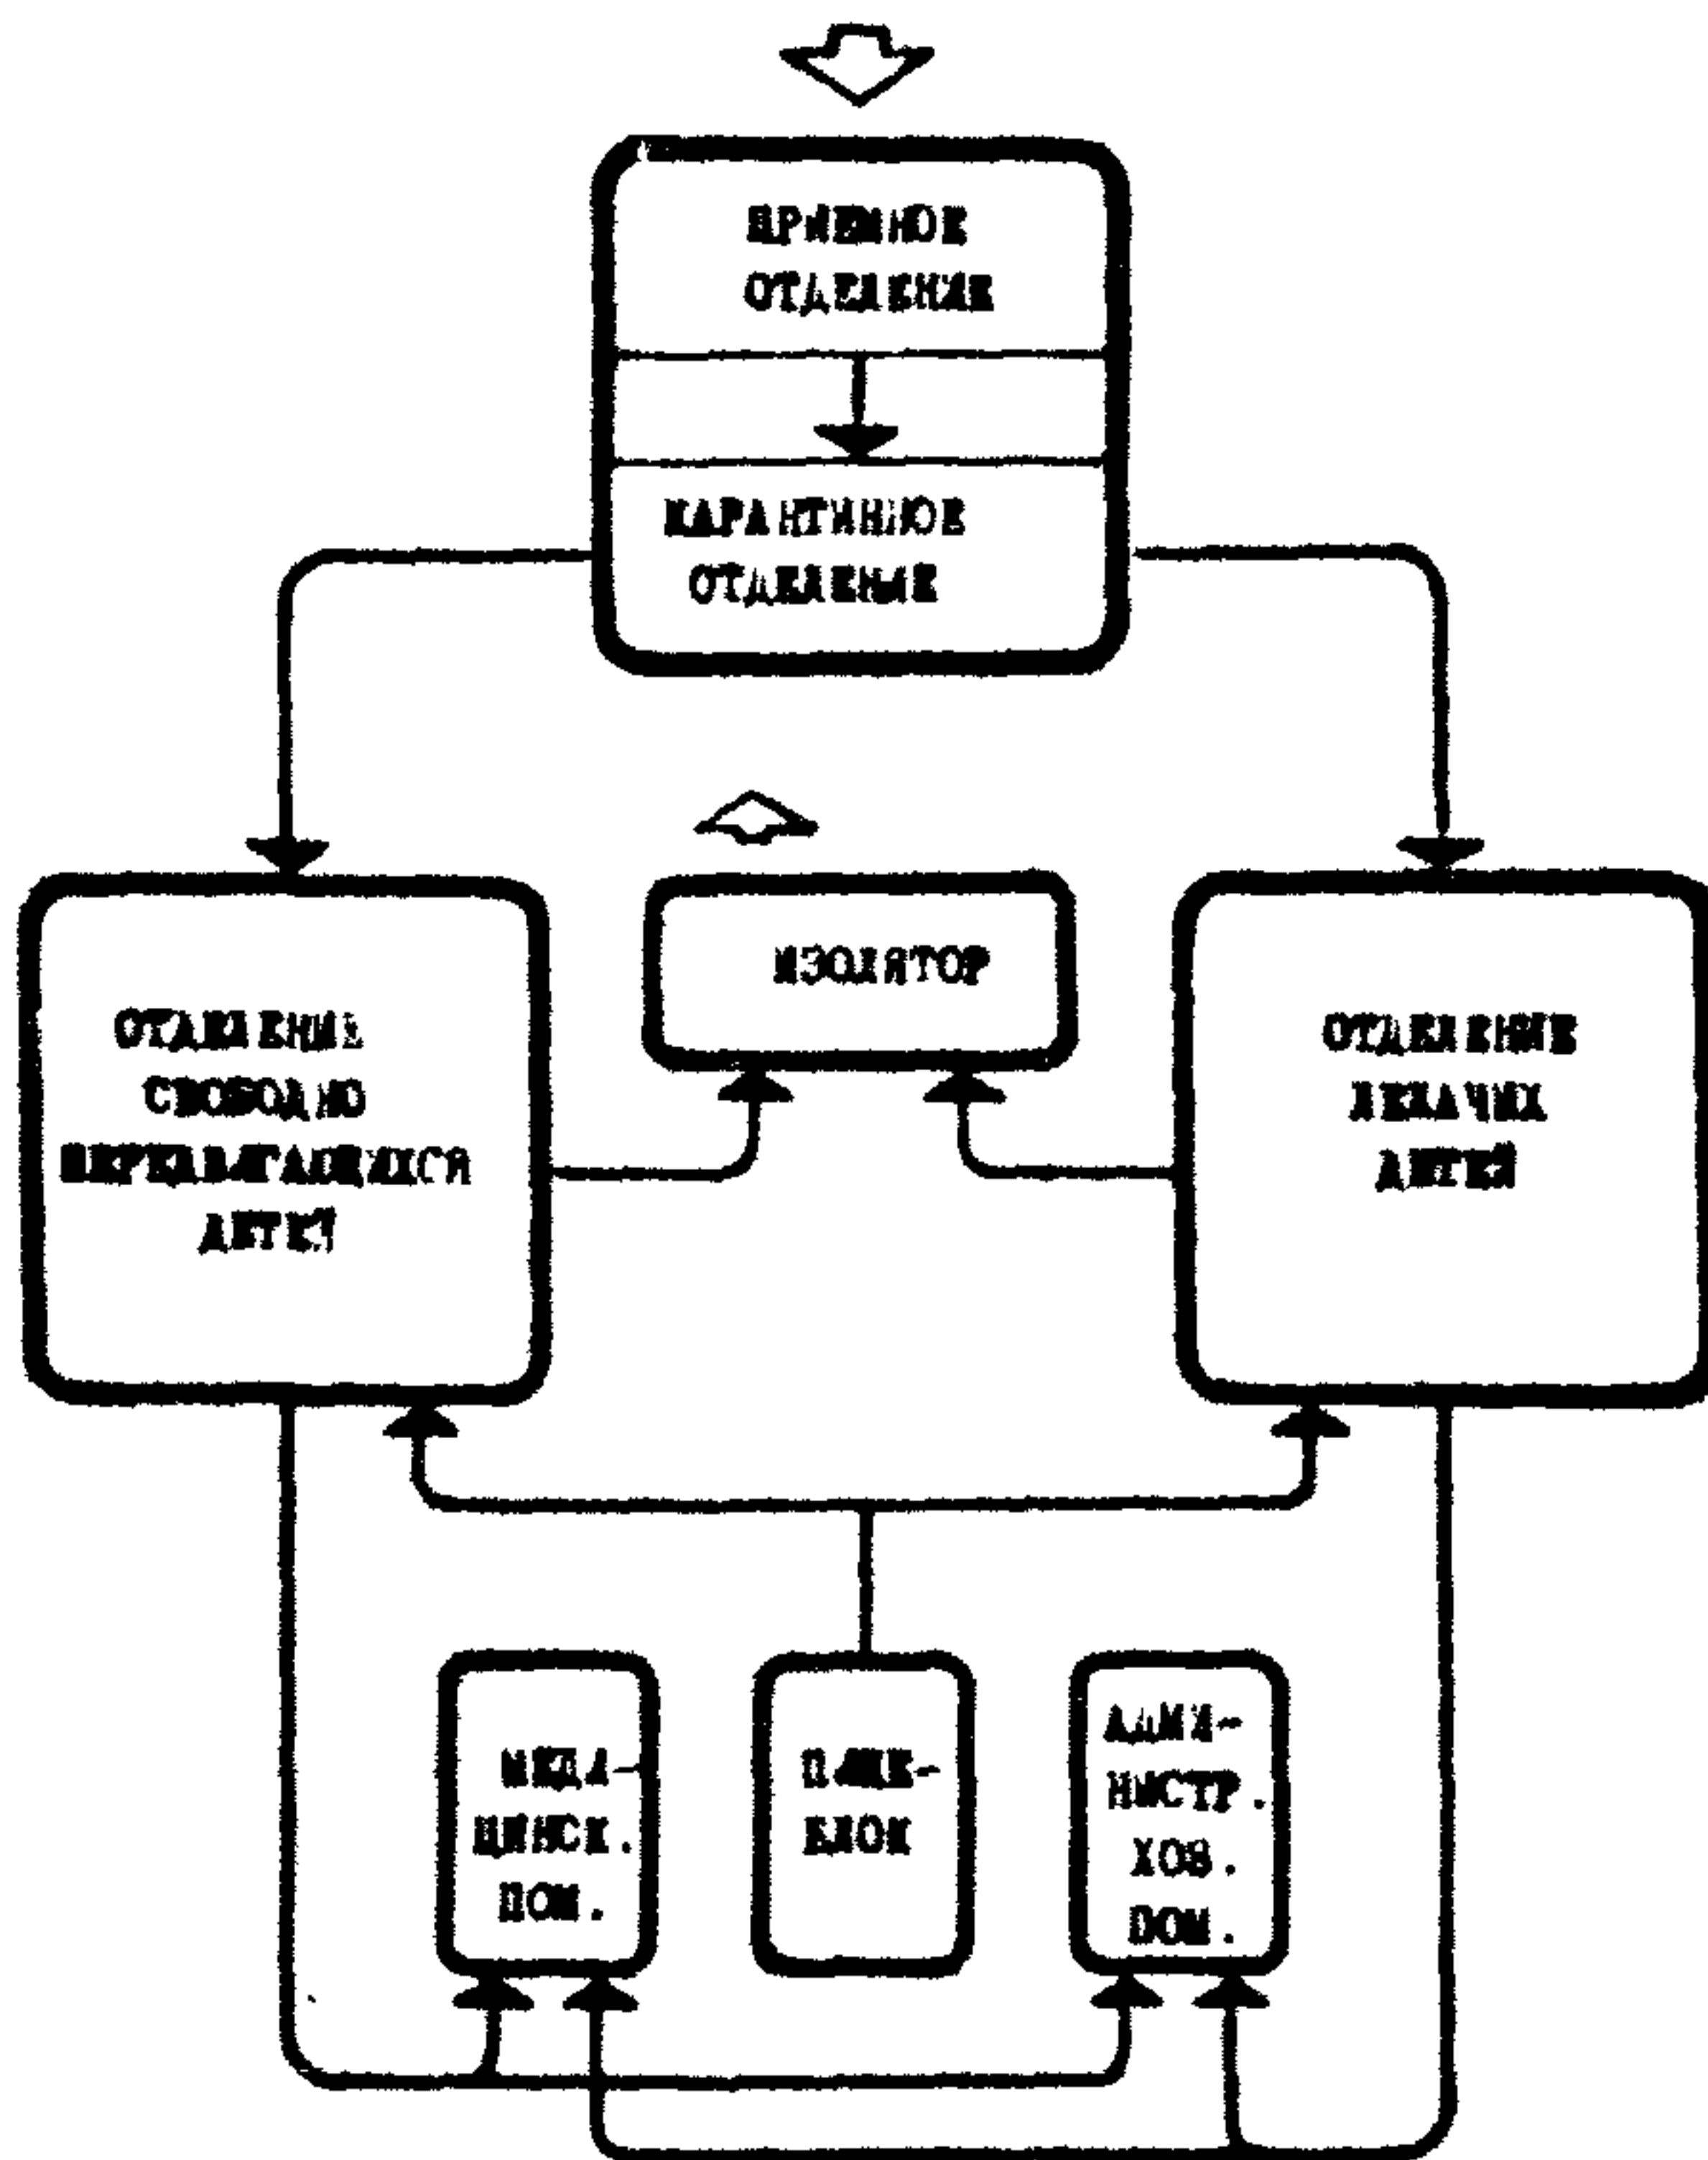 ПРИЕМНОЕ
ОТДЕЛЕНИЕ
КАРАНТИННОЕ
ОТДЕЛЕНИЕ
ИЗОЛЯТОР
ОТДЕЛЕНИЕ
СВОБОДНО
ПЕРЕДВИГАЮЩИХСЯ
ДЕТЕЙ
ОТДЕЛЕНИЕ
ЛЕЖАЧИХ
ДЕТЕЙ
МЕДИ-
ЦИНСК.
ПОМ.
ПИЩЕ-
БЛОК
АДМИ-
НИСТР.
ХОЗ.
ПОМ.